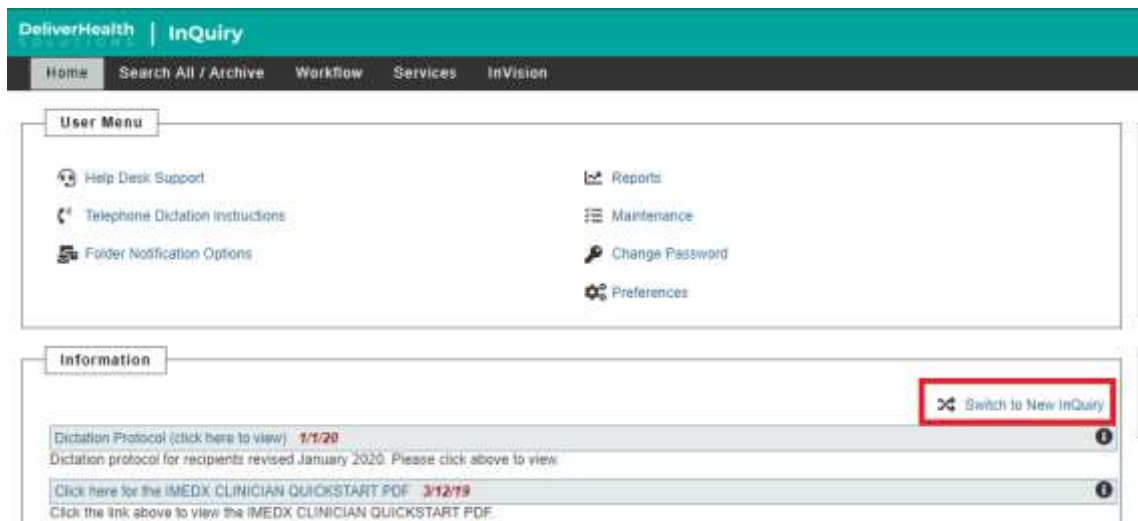 DeliverHealth | InQuiry
SOLUTIONS
Home Search All / Archive Workflow Services InVision
User Menu
Help Desk Support Reports
Telephone Dictation Instructions Maintenance
Folder Notification Options Change Password
Preferences
Information
Switch to New InQuiry
Dictation Protocol (click here to view) 1/1/20
Dictation protocol for recipients revised January 2020. Please click above to view.
Click here for the IMEDX CLINICIAN QUICKSTART PDF 3/12/19
Click the link above to view the IMEDX CLINICIAN QUICKSTART PDF.